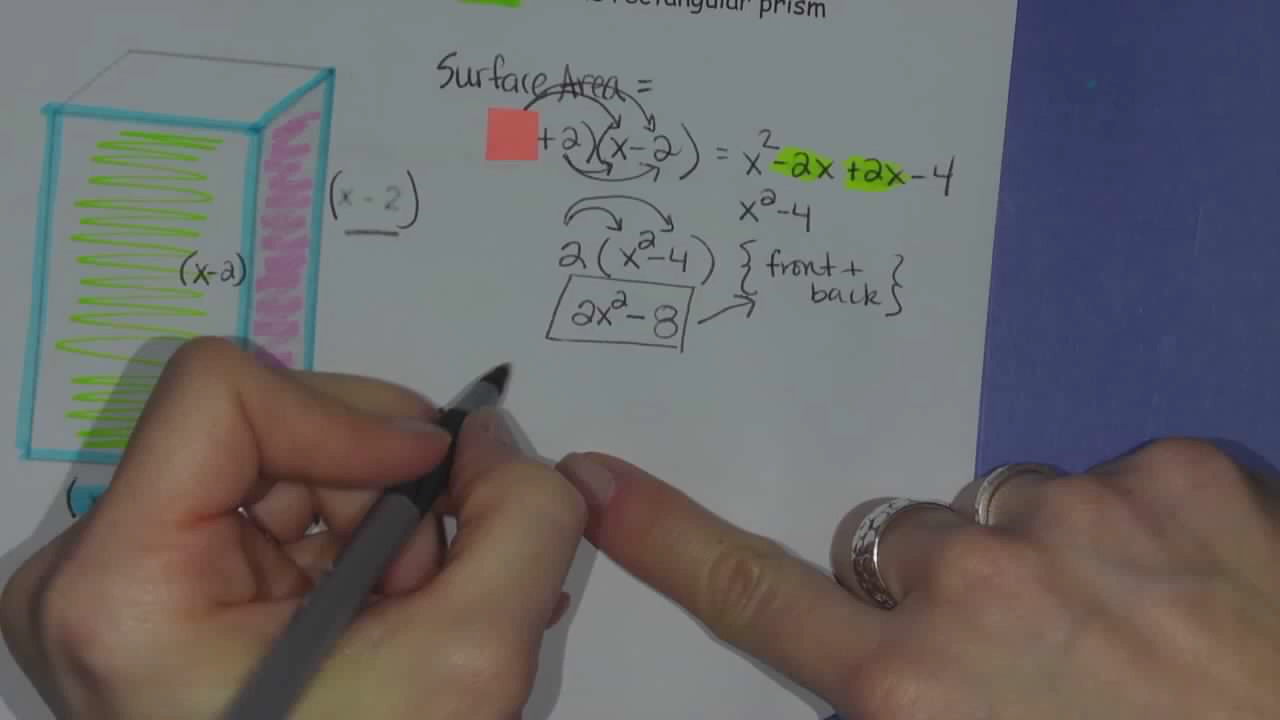 rectangular prism
Surface Area =
+2)(x-2) = x²-2x+2x-4
x²-4
(x-2)
2(x²-4) {front+
back}
(x-2)
2x²-8